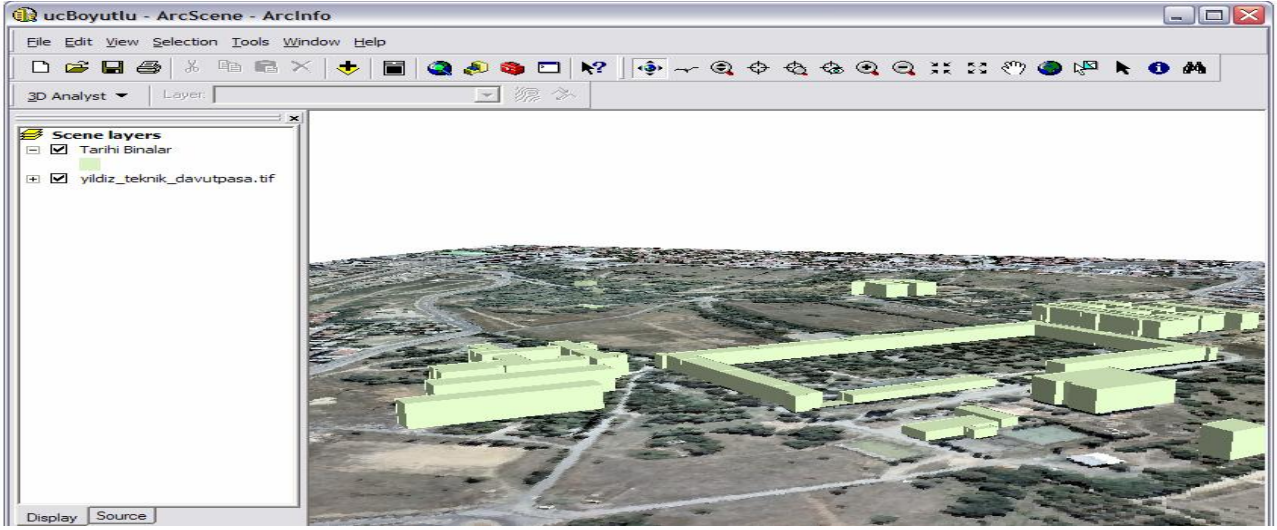 ucBoyutlu - ArcScene - ArcInfo
File Edit View Selection Tools Window Help
3D Analyst Layer:
Scene layers
Tarihi Binalar
yildiz_teknik_davutpasa.tif
Display Source